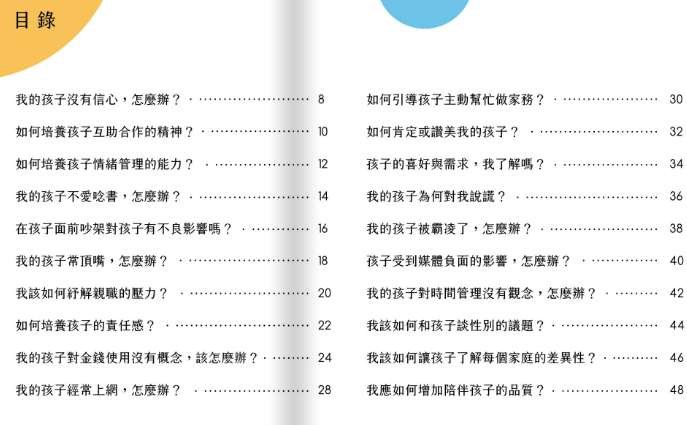 目錄
我的孩子沒有信心，怎麼辦？ 8
如何培養孩子互助合作的精神？ 10
如何培養孩子情緒管理的能力？ 12
我的孩子不愛唸書，怎麼辦？ 14
在孩子面前吵架對孩子有不良影響嗎？ 16
我的孩子常頂嘴，怎麼辦？ 18
我該如何紓解親職的壓力？ 20
如何培養孩子的責任感？ 22
我的孩子對金錢使用沒有概念，該怎麼辦？ 24
我的孩子經常上網，怎麼辦？ 28
如何引導孩子主動幫忙做家務？ 30
如何肯定或讚美我的孩子？ 32
孩子的喜好與需求，我了解嗎？ 34
我的孩子為何對我說謊？ 36
我的孩子被霸凌了，怎麼辦？ 38
孩子受到媒體負面的影響，怎麼辦？ 40
我的孩子對時間管理沒有觀念，怎麼辦？ 42
我該如何和孩子談性別的議題？ 44
我該如何讓孩子了解每個家庭的差異性？ 46
我應如何增加陪伴孩子的品質？ 48